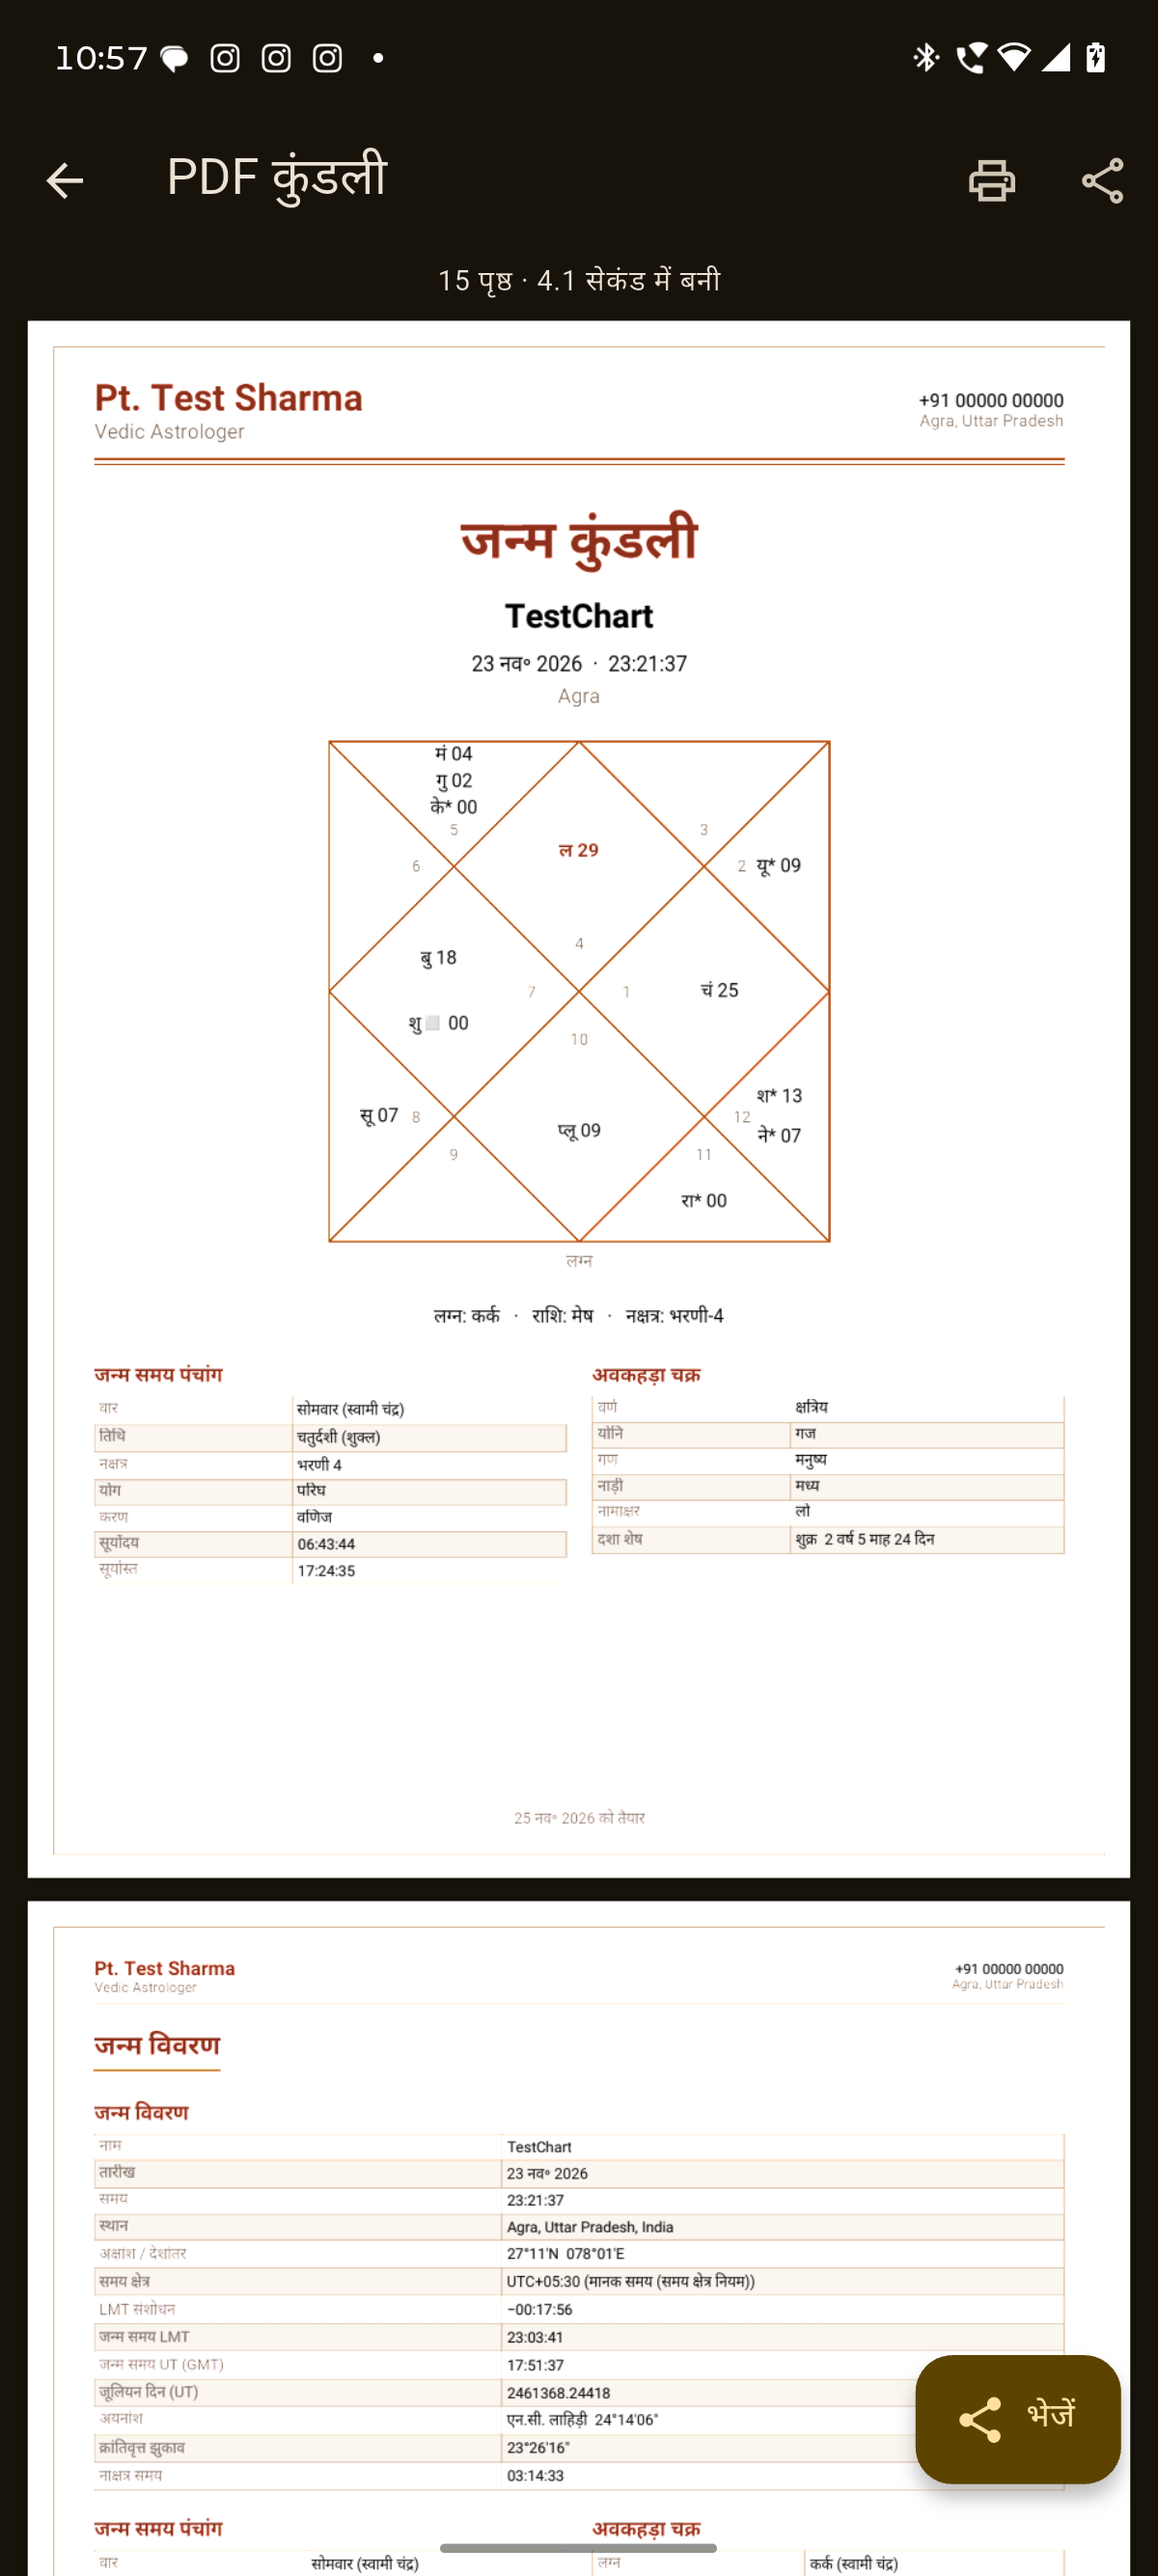 10:57
PDF कुंडली
15 पृष्ठ · 4.1 सेकंड में बनी
Pt. Test Sharma
Vedic Astrologer
+91 00000 00000
Agra, Uttar Pradesh
जन्म कुंडली
TestChart
23 नव॰ 2026 · 23:21:37
Agra
मं 04
गु 02
के* 00
5
3
ल 29
6
2 यू* 09
4
बु 18
7
1
चं 25
शु⬜ 00
10
श* 13
सू 07 8
12
ने* 07
प्लू 09
9
11
रा* 00
लग्न
लग्न: कर्क · राशि: मेष · नक्षत्र: भरणी-4
जन्म समय पंचांग
वार सोमवार (स्वामी चंद्र)
तिथि चतुर्दशी (शुक्ल)
नक्षत्र भरणी 4
योग परिघ
करण वणिज
सूर्योदय 06:43:44
सूर्यास्त 17:24:35
अवकहड़ा चक्र
वर्ण क्षत्रिय
योनि गज
गण मनुष्य
नाड़ी मध्य
नामाक्षर लो
दशा शेष शुक्र 2 वर्ष 5 माह 24 दिन
25 नव॰ 2026 को तैयार
Pt. Test Sharma
Vedic Astrologer
+91 00000 00000
Agra, Uttar Pradesh
जन्म विवरण
जन्म विवरण
नाम TestChart
तारीख 23 नव॰ 2026
समय 23:21:37
स्थान Agra, Uttar Pradesh, India
अक्षांश / देशांतर 27°11'N 078°01'E
समय क्षेत्र UTC+05:30 (मानक समय (समय क्षेत्र नियम))
LMT संशोधन −00:17:56
जन्म समय LMT 23:03:41
जन्म समय UT (GMT) 17:51:37
जूलियन दिन (UT) 2461368.24418
अयनांश एन.सी. लाहिड़ी 24°14'06"
क्रांतिवृत्त झुकाव 23°26'16"
नाक्षत्र समय 03:14:33
भेजें
जन्म समय पंचांग
वार सोमवार (स्वामी चंद्र)
अवकहड़ा चक्र
लग्न कर्क (स्वामी चंद्र)